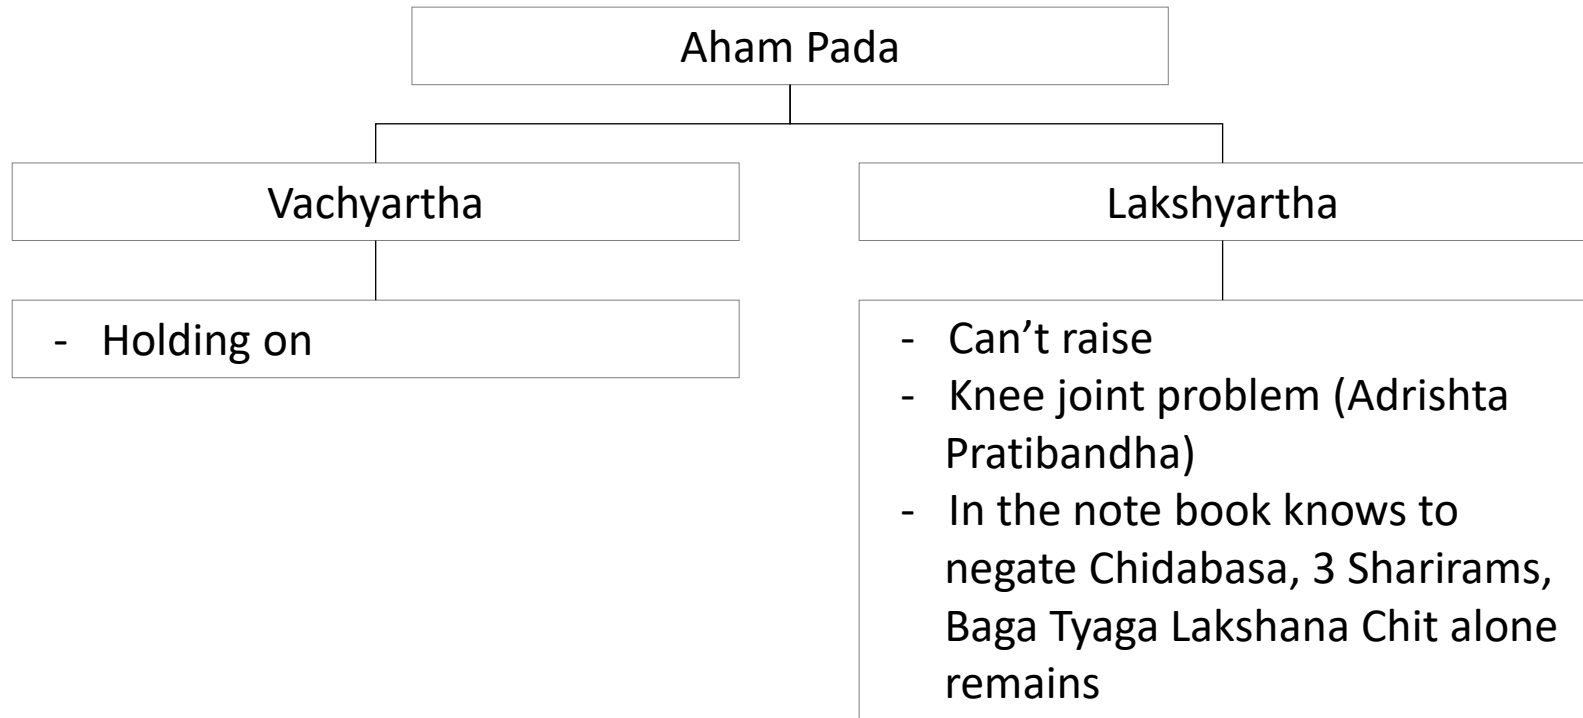 Aham Pada
Vachyartha
Lakshyartha
- Holding on
- Can’t raise
- Knee joint problem (Adrishta
Pratibandha)
- In the note book knows to
negate Chidabasa, 3 Sharirams,
Baga Tyaga Lakshana Chit alone
remains